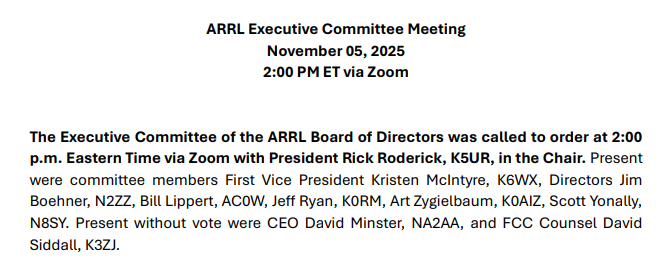 ARRL Executive Committee Meeting
November 05, 2025
2:00 PM ET via Zoom
The Executive Committee of the ARRL Board of Directors was called to order at 2:00
p.m. Eastern Time via Zoom with President Rick Roderick, K5UR, in the Chair. Present
were committee members First Vice President Kristen McIntyre, K6WX, Directors Jim
Boehner, N2ZZ, Bill Lippert, AC0W, Jeff Ryan, K0RM, Art Zygielbaum, K0AIZ, Scott Yonally,
N8SY. Present without vote were CEO David Minster, NA2AA, and FCC Counsel David
Siddall, K3ZJ.